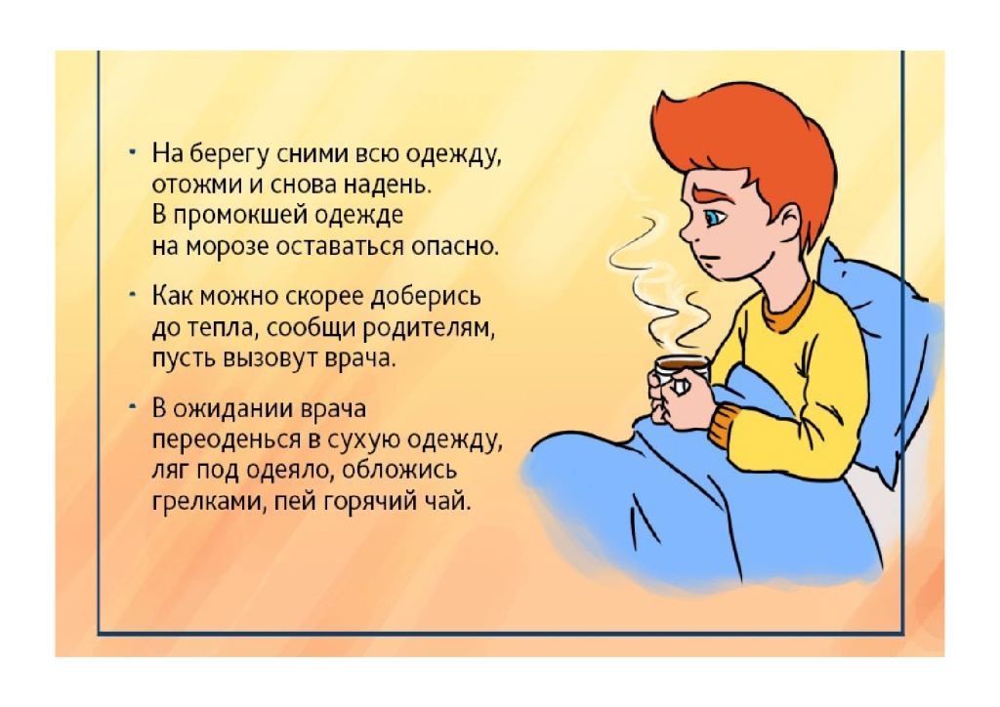 · На берегу сними всю одежду,
отожми и снова надень.
В промокшей одежде
на морозе оставаться опасно.
· Как можно скорее доберись
до тепла, сообщи родителям,
пусть вызовут врача.
· В ожидании врача
переоденься в сухую одежду,
ляг под одеяло, обложись
грелками, пей горячий чай.